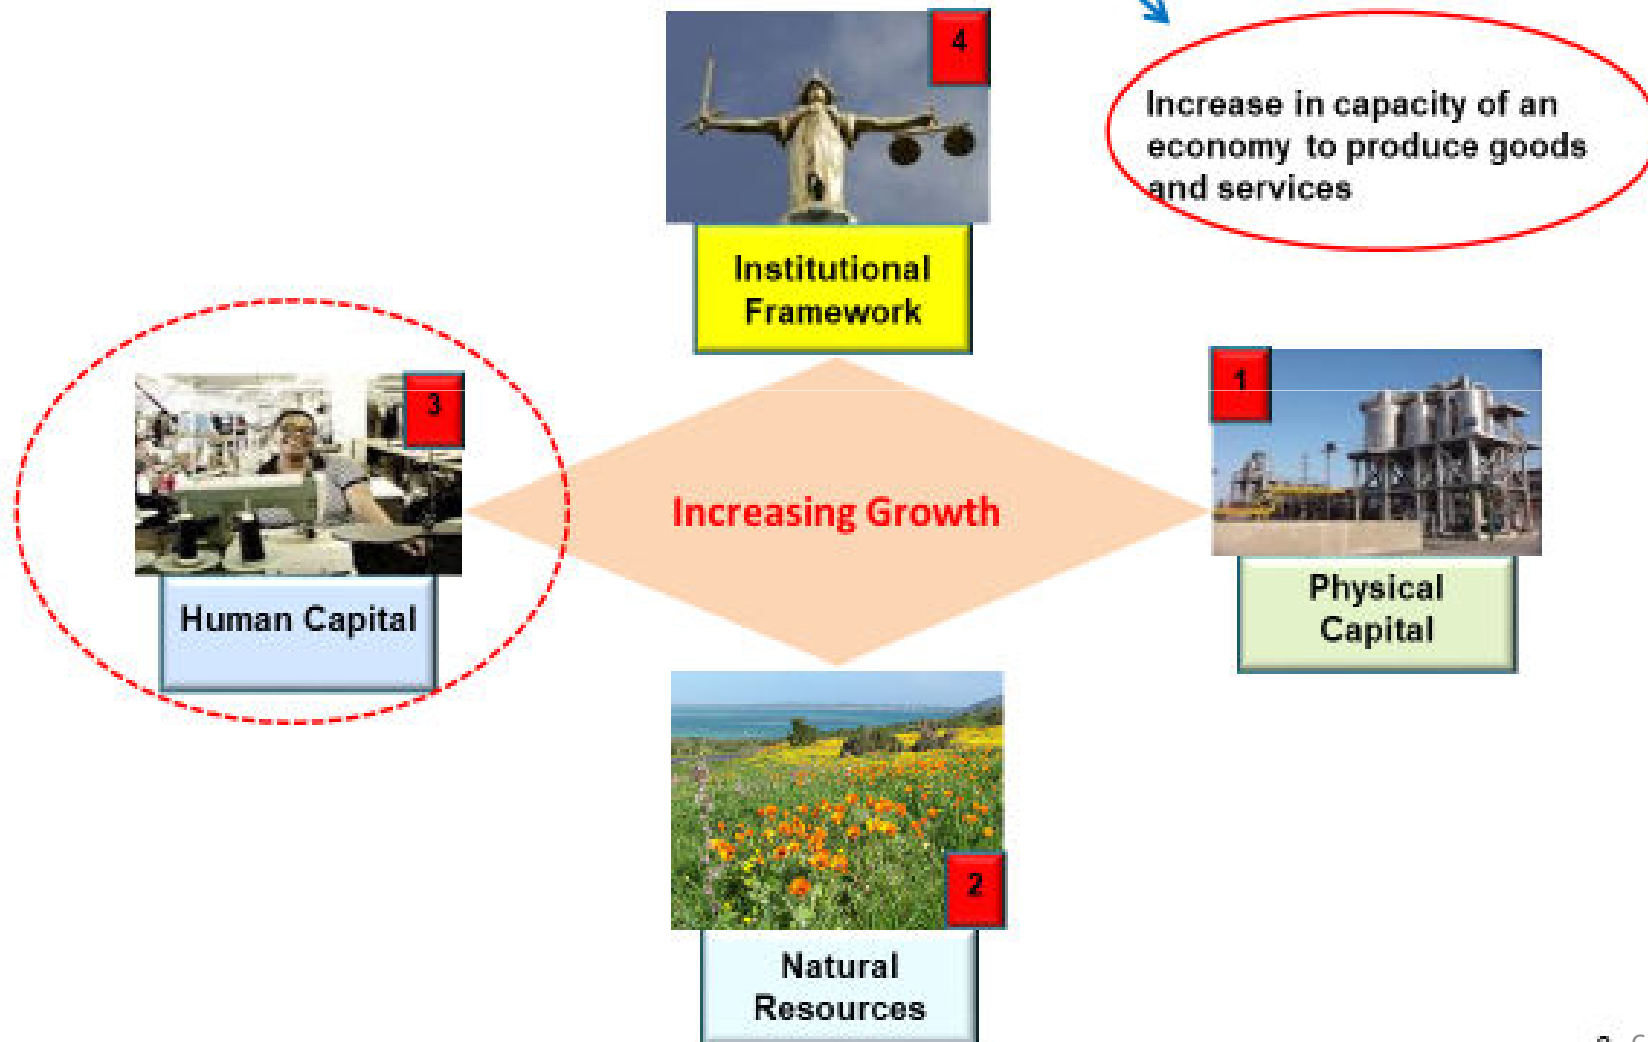 4
Increase in capacity of an
economy to produce goods
and services
Institutional
Framework
3
1
Increasing Growth
Human Capital
Physical
Capital
2
Natural
Resources